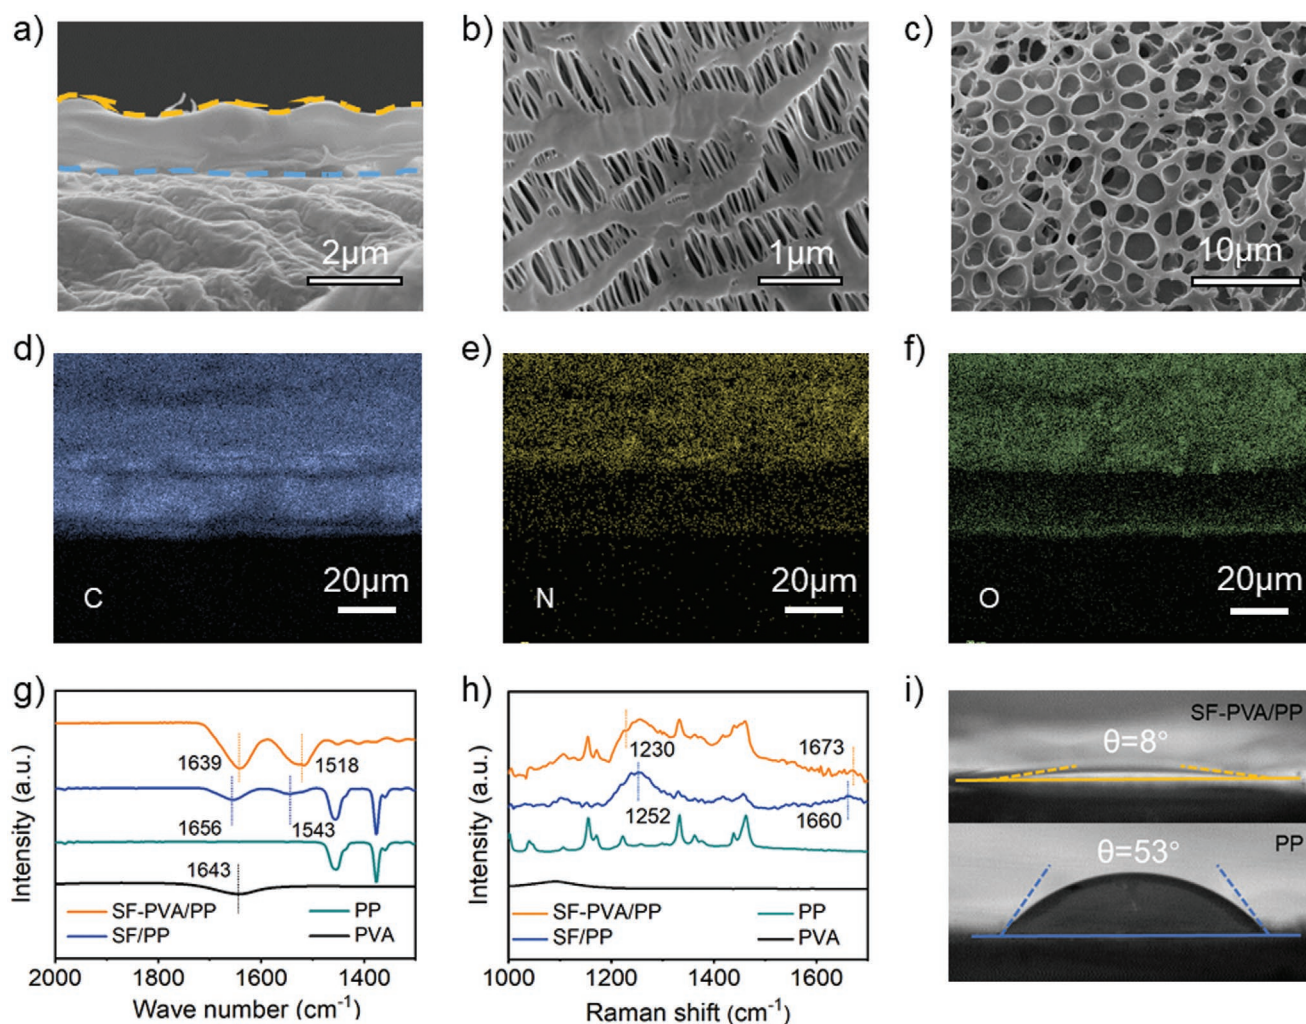 a)
2μm
b)
1μm
c)
10μm
d)
C
20μm
e)
N
20μm
f)
O
20μm
g)
Intensity (a.u.)
1639
1518
1656
1543
1643
SF-PVA/PP
PP
SF/PP
PVA
2000
1800
1600
1400
Wave number (cm⁻¹)
h)
Intensity (a.u.)
1230
1673
1252
1660
SF-PVA/PP
PP
SF/PP
PVA
1000
1200
1400
1600
Raman shift (cm⁻¹)
i)
SF-PVA/PP
θ=8°
PP
θ=53°